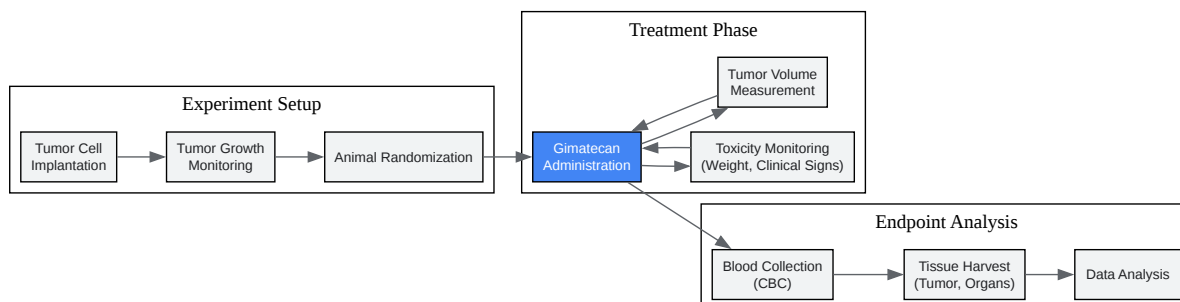 Experiment Setup
Tumor Cell
Implantation
Tumor Growth
Monitoring
Animal Randomization
Treatment Phase
Gimatecan
Administration
Tumor Volume
Measurement
Toxicity Monitoring
(Weight, Clinical Signs)
Endpoint Analysis
Blood Collection
(CBC)
Tissue Harvest
(Tumor, Organs)
Data Analysis